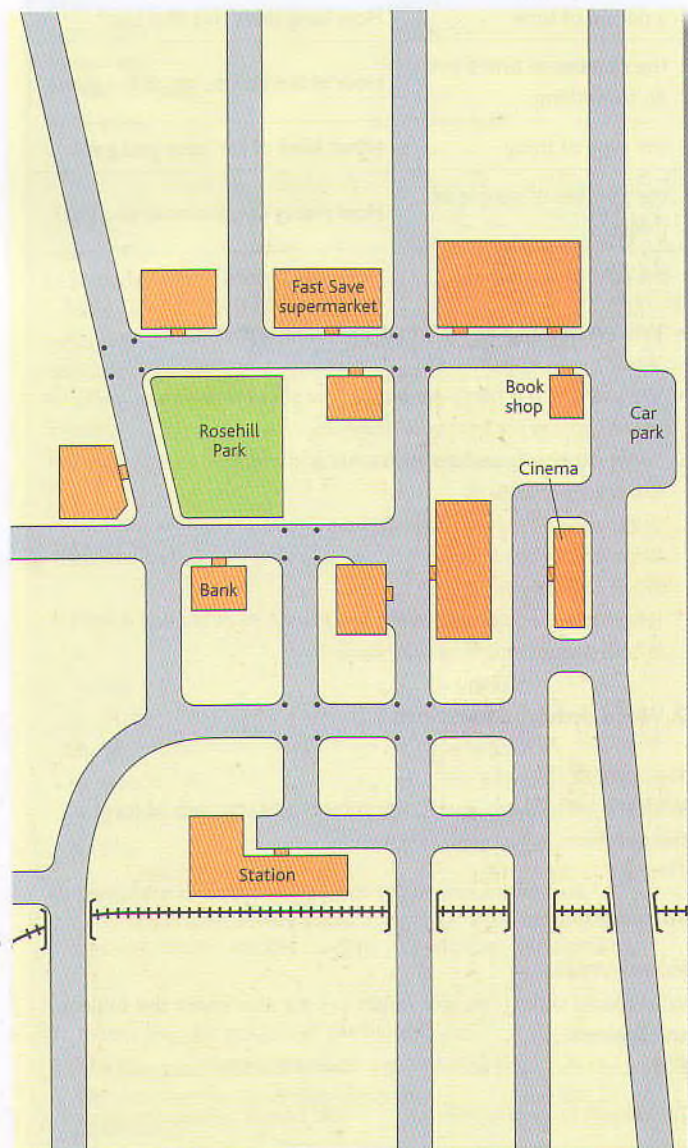 Fast Save
supermarket
Book
shop
Car
park
Rosehill
Park
Cinema
Bank
Station